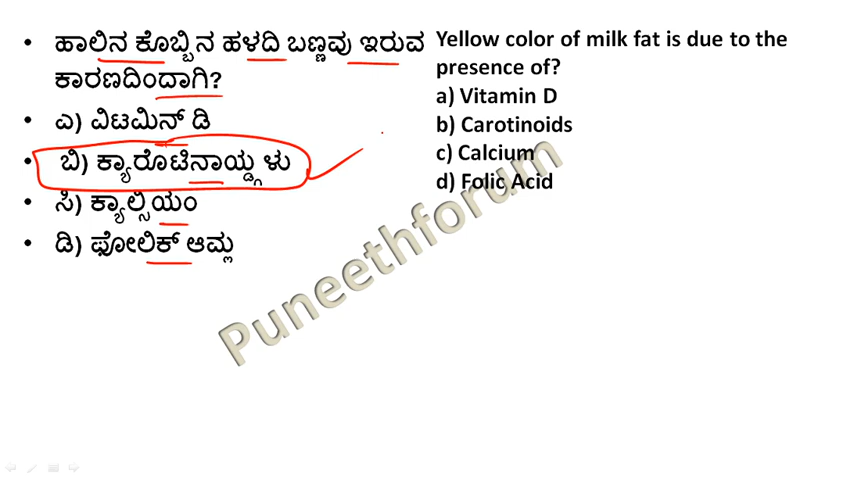 • ಹಾಲಿನ ಕೊಬ್ಬಿನ ಹಳದಿ ಬಣ್ಣವು ಇರುವ
ಕಾರಣದಿಂದಾಗಿ?
• ಎ) ವಿಟಮಿನ್ ಡಿ
• ಬಿ) ಕ್ಯಾರೊಟಿನಾಯ್ಡ್ಗಳು
• ಸಿ) ಕ್ಯಾಲ್ಸಿಯಂ
• ಡಿ) ಫೋಲಿಕ್ ಆಮ್ಲ
Yellow color of milk fat is due to the
presence of?
a) Vitamin D
b) Carotinoids
c) Calcium
d) Folic Acid
Puneethforum